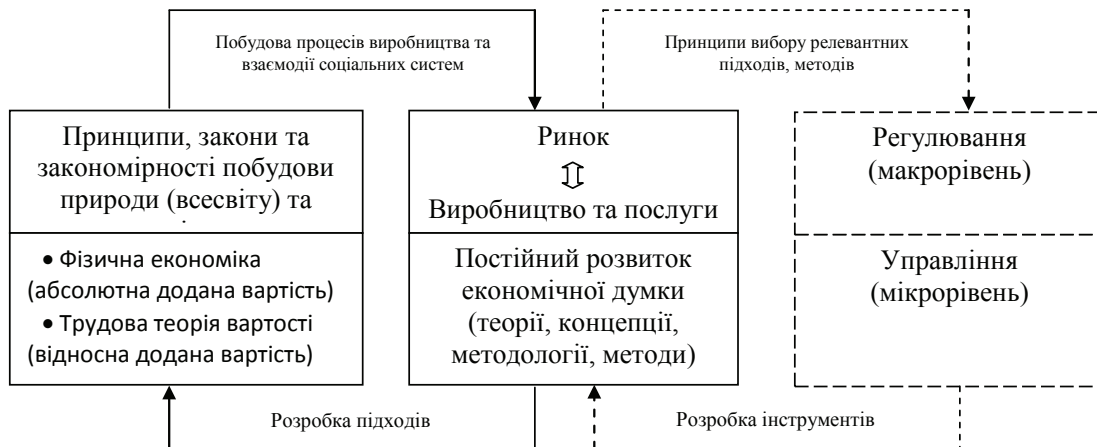 Побудова процесів виробництва та
взаємодії соціальних систем
Принципи вибору релевантних
підходів, методів
Принципи, закони та
закономірності побудови
природи (всесвіту) та
Ринок
Виробництво та послуги
Регулювання
(макрорівень)
• Фізична економіка
(абсолютна додана вартість)
• Трудова теорія вартості
(відносна додана вартість)
Постійний розвиток
економічної думки
(теорії, концепції,
методології, методи)
Управління
(мікрорівень)
Розробка підходів
Розробка інструментів